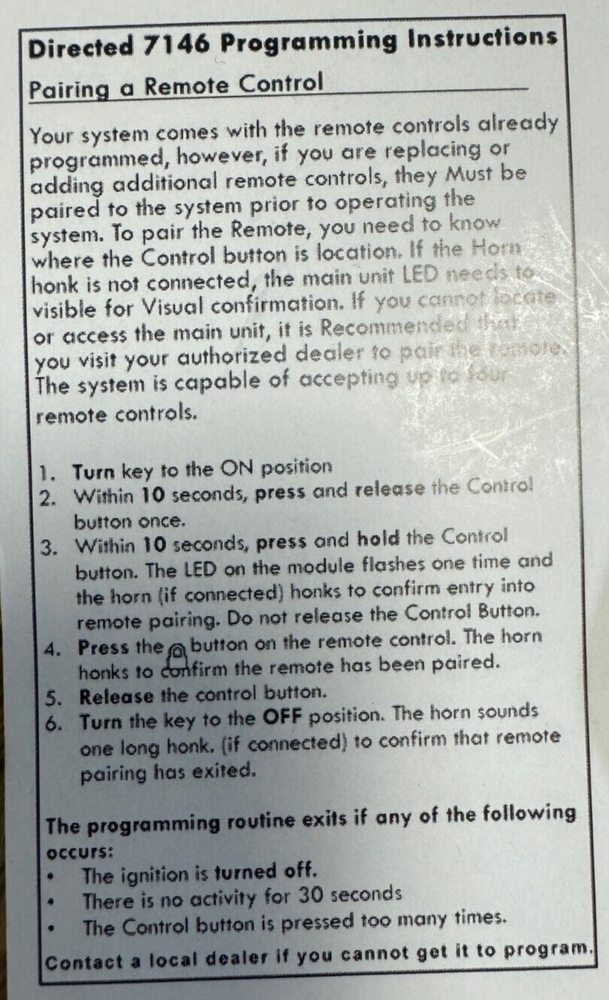 Directed 7146 Programming Instructions
Pairing a Remote Control
Your system comes with the remote controls already
programmed, however, if you are replacing or
adding additional remote controls, they Must be
paired to the system prior to operating the
system. To pair the Remote, you need to know
where the Control button is location. If the Horn
honk is not connected, the main unit LED needs to
visible for Visual confirmation. If you cannot locate
or access the main unit, it is Recommended that
you visit your authorized dealer to pair the remote.
The system is capable of accepting up to four
remote controls.
1. Turn key to the ON position
2. Within 10 seconds, press and release the Control
button once.
3. Within 10 seconds, press and hold the Control
button. The LED on the module flashes one time and
the horn (if connected) honks to confirm entry into
remote pairing. Do not release the Control Button.
4. Press the button on the remote control. The horn
honks to confirm the remote has been paired.
5. Release the control button.
6. Turn the key to the OFF position. The horn sounds
one long honk. (if connected) to confirm that remote
pairing has exited.
The programming routine exits if any of the following
occurs:
• The ignition is turned off.
• There is no activity for 30 seconds
• The Control button is pressed too many times.
Contact a local dealer if you cannot get it to program.